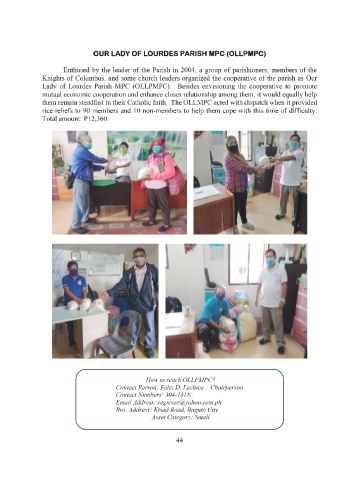 OUR LADY OF LOURDES PARISH MPC (OLLPMPC)
Enthused by the leader of the Parish in 2004, a group of parishioners, members of the
Knights of Columbus, and some church leaders organized the cooperative of the parish as Our
Lady of Lourdes Parish MPC (OLLPMPC). Besides envisioning the cooperative to promote
mutual economic cooperation and enhance closer relationship among them, it would equally help
them remain steadfast in their Catholic faith. The OLLMPC acted with dispatch when it provided
rice reliefs to 90 members and 10 non-members to help them cope with this time of difficulty.
Total amount: P12,360.
How to reach OLLPMPC?
Contact Person: Felix D. Lachica – Chairperson
Contact Numbers: 304-1318/
Email Address:
Bus. Address: Kisad Road, Baguio City
Asset Category: Small
44